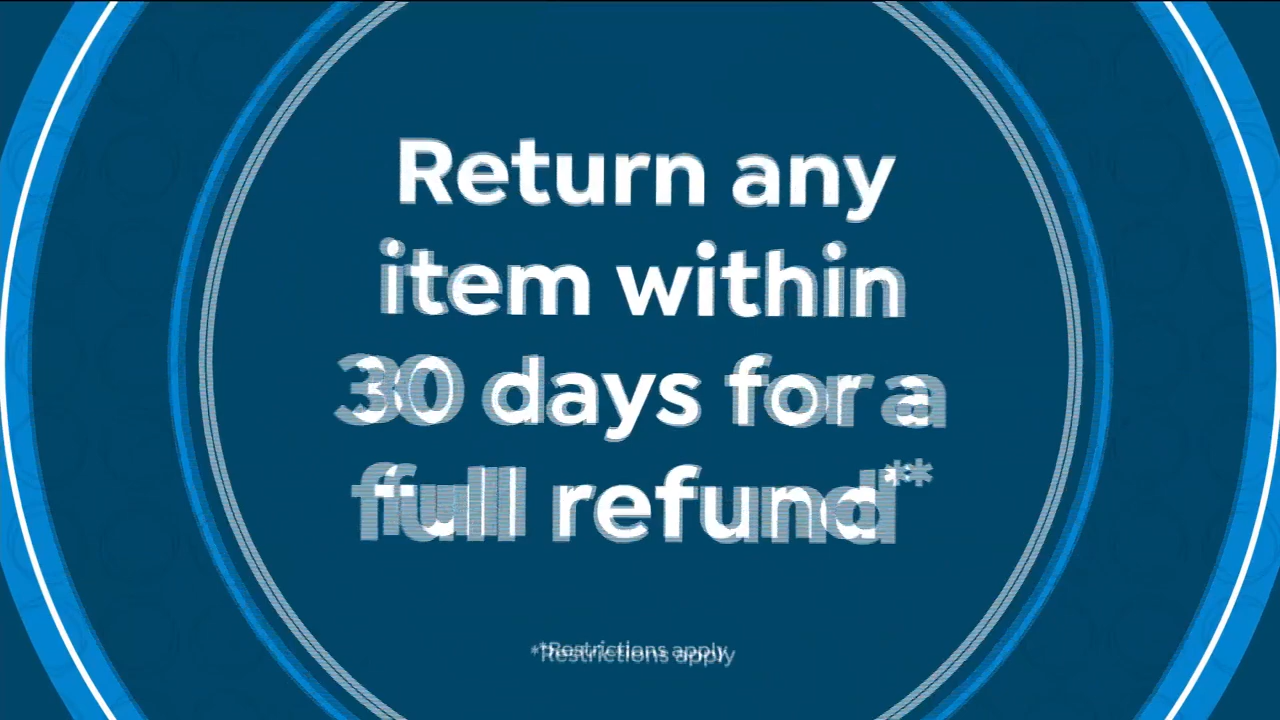 Return any
item within
30 days for a
full refund**
**Restrictions apply